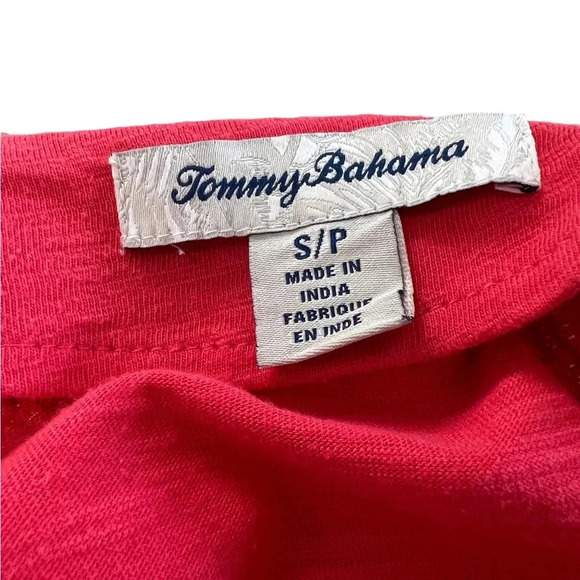 Tommy Bahama
S/P
MADE IN
INDIA
FABRIQUE
EN INDE